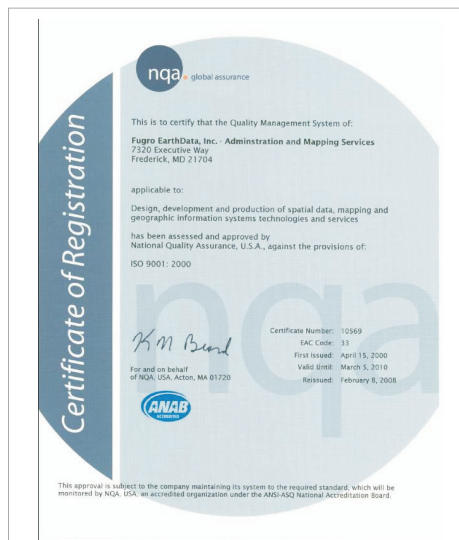 nqa. global assurance
Certificate of Registration
This is to certify that the Quality Management System of:
Fugro EarthData, Inc. - Adminstration and Mapping Services
7320 Executive Way
Frederick, MD 21704
applicable to:
Design, development and production of spatial data, mapping and
geographic information systems technologies and services
has been assessed and approved by
National Quality Assurance, U.S.A., against the provisions of:
ISO 9001: 2000
nqa
K M Beard
Certificate Number: 10569
EAC Code: 33
First Issued: April 15, 2000
Valid Until: March 5, 2010
Reissued: February 8, 2008
For and on behalf
of NQA, USA, Acton, MA 01720
ANAB
ACCREDITED
This approval is subject to the company maintaining its system to the required standard, which will be
monitored by NQA, USA, an accredited organization under the ANSI-ASQ National Accreditation Board.